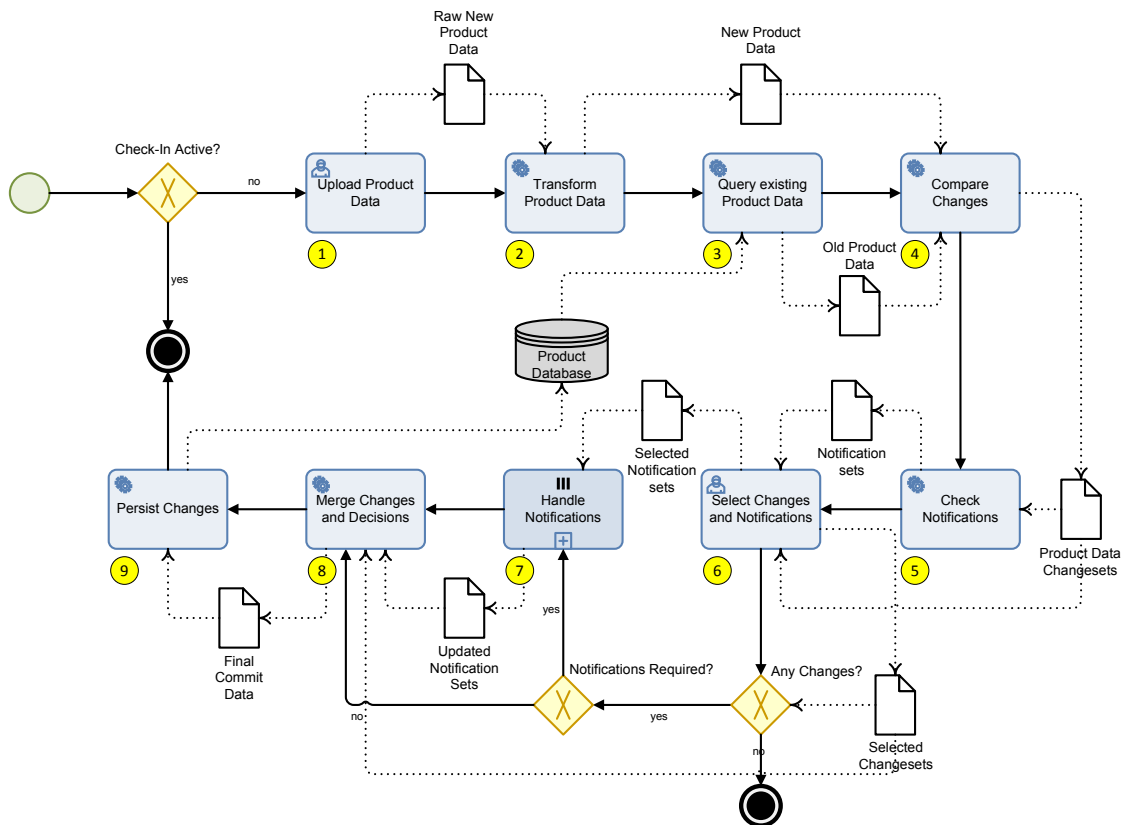 Raw New
Product
Data
New Product
Data
Check-In Active?
no
Upload Product
Data
Transform
Product Data
Query existing
Product Data
Compare
Changes
1
2
3
4
Old Product
Data
yes
Product
Database
Selected
Notification
sets
Notification
sets
Persist Changes
Merge Changes
and Decisions
Handle
Notifications
Select Changes
and Notifications
Check
Notifications
Product Data
Changesets
9
8
7
6
5
yes
Final
Commit
Data
Updated
Notification
Sets
Notifications Required?
Any Changes?
no
yes
no
Selected
Changesets